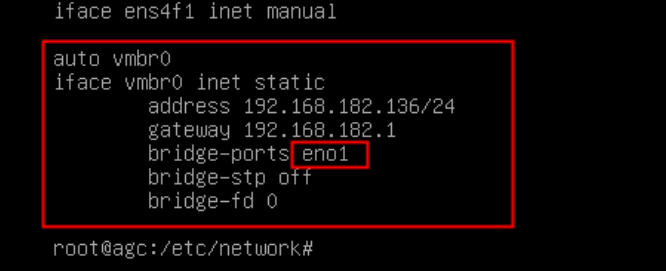 iface ens4f1 inet manual
auto vmbr0
iface vmbr0 inet static
address 192.168.182.136/24
gateway 192.168.182.1
bridge-ports eno1
bridge-stp off
bridge-fd 0
root@agc:/etc/network#